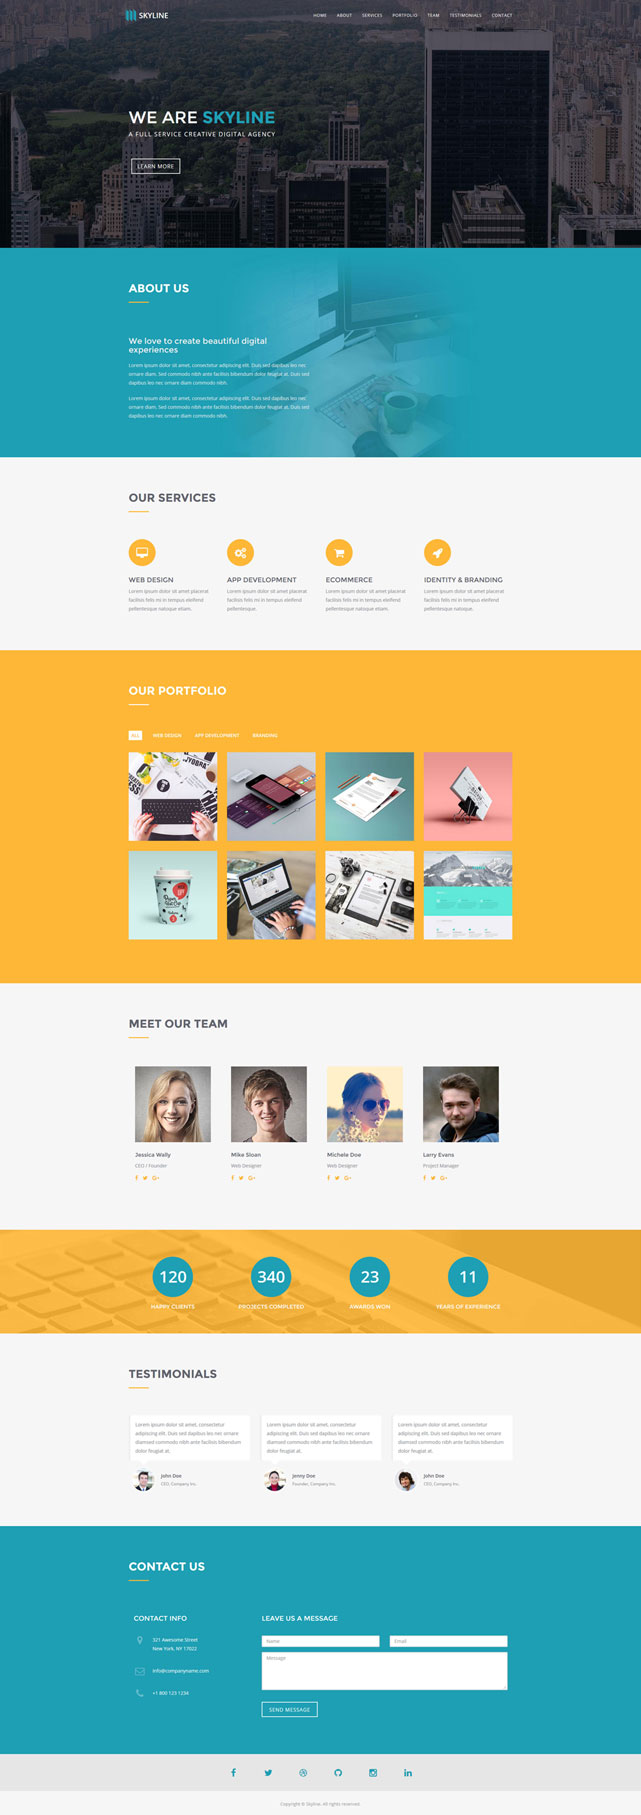 SKYLINE
HOME ABOUT SERVICES PORTFOLIO TEAM TESTIMONIALS CONTACT
WE ARE SKYLINE
A FULL SERVICE CREATIVE DIGITAL AGENCY
LEARN MORE
ABOUT US
We love to create beautiful digital
experiences
Lorem ipsum dolor sit amet, consectetur adipiscing elit. Duis sed dapibus leo nec
ornare diam. Sed commodo nibh ante facilisis bibendum dolor feugiat at. Duis sed
dapibus leo nec ornare diam commodo nibh.
Lorem ipsum dolor sit amet, consectetur adipiscing elit. Duis sed dapibus leo nec
ornare diam. Sed commodo nibh ante facilisis bibendum dolor feugiat at. Duis sed
dapibus leo nec ornare diam commodo nibh.
OUR SERVICES
WEB DESIGN
Lorem ipsum dolor sit amet placerat
facilisis felis mi in tempus eleifend
pellentesque natoque etiam.
APP DEVELOPMENT
Lorem ipsum dolor sit amet placerat
facilisis felis mi in tempus eleifend
pellentesque.
ECOMMERCE
Lorem ipsum dolor sit amet placerat
facilisis felis mi in tempus eleifend
pellentesque natoque.
IDENTITY & BRANDING
Lorem ipsum dolor sit amet placerat
facilisis felis mi in tempus eleifend
pellentesque natoque.
OUR PORTFOLIO
ALL WEB DESIGN APP DEVELOPMENT BRANDING
MEET OUR TEAM
Jessica Wally
CEO / Founder
Mike Sloan
Web Designer
Michele Doe
Web Designer
Larry Evans
Project Manager
120
HAPPY CLIENTS
340
PROJECTS COMPLETED
23
AWARDS WON
11
YEARS OF EXPERIENCE
TESTIMONIALS
Lorem ipsum dolor sit amet, consectetur
adipiscing elit. Duis sed dapibus leo nec ornare
diamsed commodo nibh ante facilisis bibendum
dolor feugiat at.
John Doe
CEO, Company Inc.
Lorem ipsum dolor sit amet, consectetur
adipiscing elit. Duis sed dapibus leo nec ornare
diamsed commodo nibh ante facilisis bibendum
dolor feugiat at.
Jenny Doe
Founder, Company Inc.
Lorem ipsum dolor sit amet, consectetur
adipiscing elit. Duis sed dapibus leo nec ornare
diamsed commodo nibh ante facilisis bibendum
dolor feugiat at.
John Doe
CEO, Company Inc.
CONTACT US
CONTACT INFO
321 Awesome Street
New York, NY 17022
info@companyname.com
+1 800 123 1234
LEAVE US A MESSAGE
Name
Email
Message
SEND MESSAGE
Copyright © Skyline. All rights reserved.